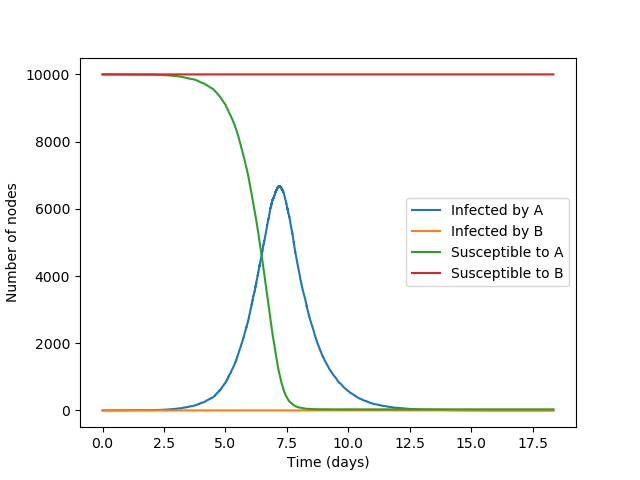 10000
8000
6000
4000
2000
0
Number of nodes
Infected by A
Infected by B
Susceptible to A
Susceptible to B
0.0 2.5 5.0 7.5 10.0 12.5 15.0 17.5
Time (days)